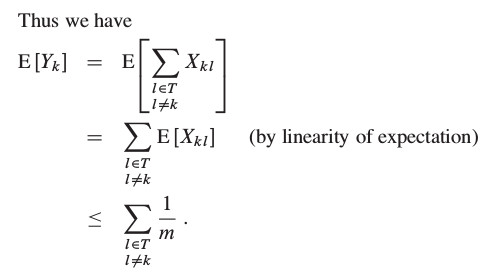 Thus we have
E[Y_k] = E[∑_{l∈T, l≠k} X_{kl}]
= ∑_{l∈T, l≠k} E[X_{kl}] (by linearity of expectation)
≤ ∑_{l∈T, l≠k} 1/m .